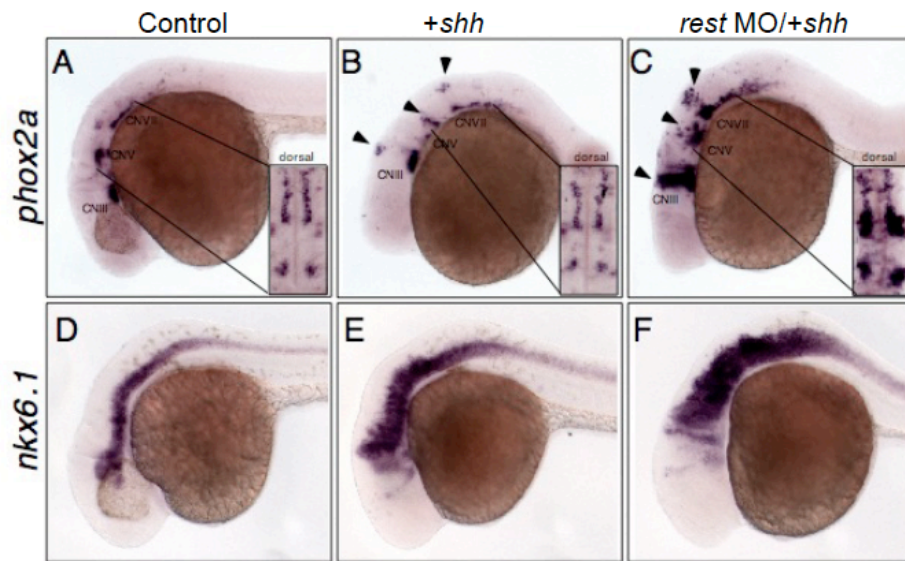 Control
+shh
rest MO/+shh
phox2a
A
CNVII
CNV
CNIII
dorsal
B
CNVII
CNV
CNIII
dorsal
C
CNVII
CNV
CNIII
dorsal
nkx6.1
D
E
F